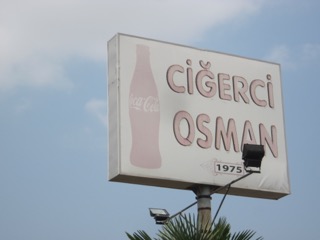 CİĞERCİ
OSMAN
1975
Coca-Cola